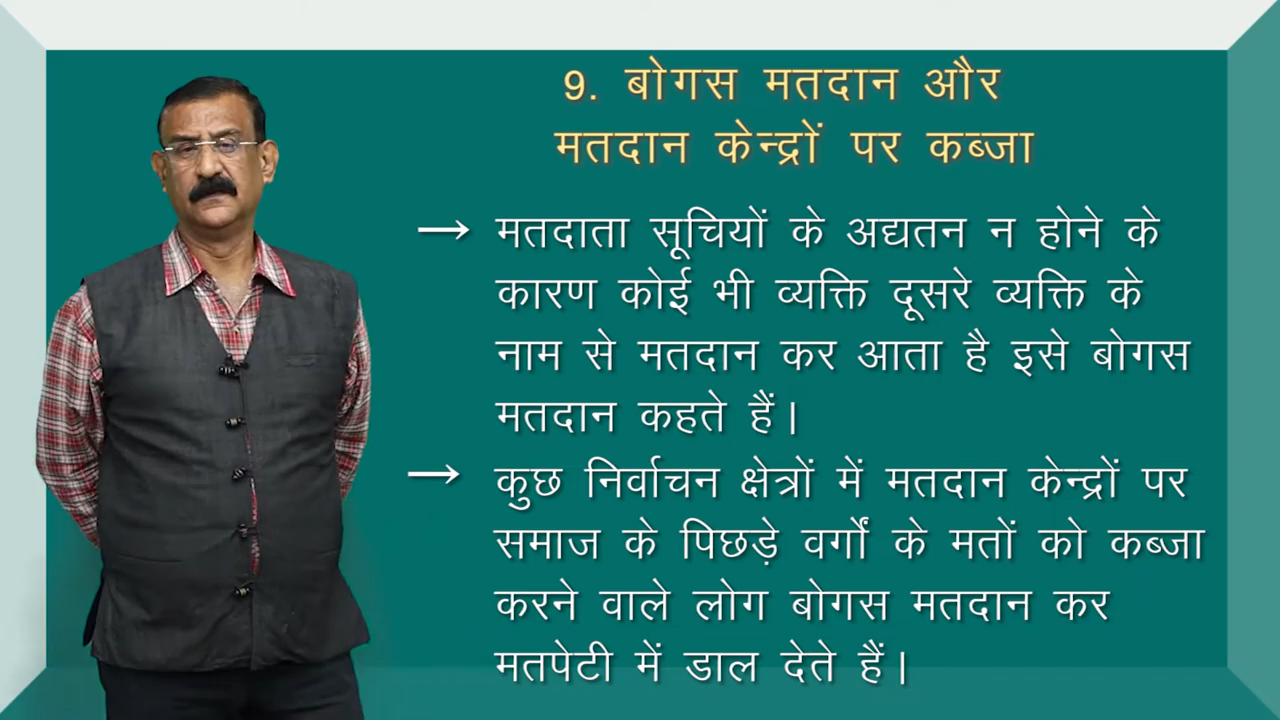 9. बोगस मतदान और
मतदान केन्द्रों पर कब्जा
→ मतदाता सूचियों के अद्यतन न होने के
कारण कोई भी व्यक्ति दूसरे व्यक्ति के
नाम से मतदान कर आता है इसे बोगस
मतदान कहते हैं।
→ कुछ निर्वाचन क्षेत्रों में मतदान केन्द्रों पर
समाज के पिछड़े वर्गों के मतों को कब्जा
करने वाले लोग बोगस मतदान कर
मतपेटी में डाल देते हैं।